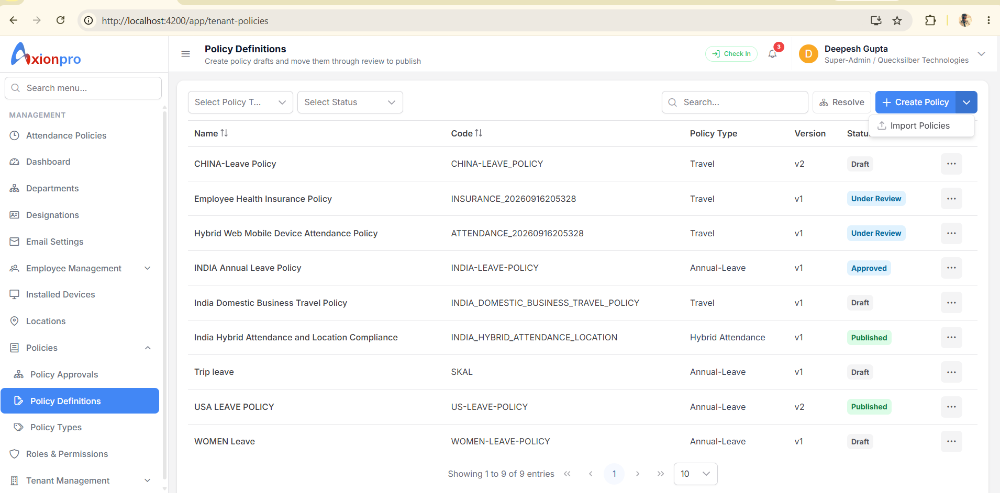 http://localhost:4200/app/tenant-policies
Axionpro
Policy Definitions
Create policy drafts and move them through review to publish
Check In
3
D
Deepesh Gupta
Super-Admin / Quecksilber Technologies
Search menu...
MANAGEMENT
Attendance Policies
Dashboard
Departments
Designations
Email Settings
Employee Management
Installed Devices
Locations
Policies
Policy Approvals
Policy Definitions
Policy Types
Roles & Permissions
Tenant Management
Select Policy T...
Select Status
Search...
Resolve
Create Policy
Import Policies
Name Code Policy Type Version Statu
CHINA-Leave Policy CHINA-LEAVE_POLICY Travel v2 Draft
Employee Health Insurance Policy INSURANCE_20260916205328 Travel v1 Under Review
Hybrid Web Mobile Device Attendance Policy ATTENDANCE_20260916205328 Travel v1 Under Review
INDIA Annual Leave Policy INDIA-LEAVE-POLICY Annual-Leave v1 Approved
India Domestic Business Travel Policy INDIA_DOMESTIC_BUSINESS_TRAVEL_POLICY Travel v1 Draft
India Hybrid Attendance and Location Compliance INDIA_HYBRID_ATTENDANCE_LOCATION Hybrid Attendance v1 Published
Trip leave SKAL Annual-Leave v1 Draft
USA LEAVE POLICY US-LEAVE-POLICY Annual-Leave v2 Published
WOMEN Leave WOMEN-LEAVE-POLICY Annual-Leave v1 Draft
Showing 1 to 9 of 9 entries « ‹ 1 › » 10